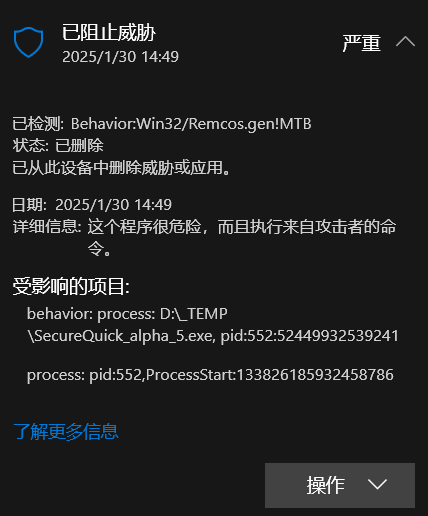 已阻止威胁
2025/1/30 14:49
严重
已检测: Behavior:Win32/Remcos.gen!MTB
状态: 已删除
已从此设备中删除威胁或应用。
日期: 2025/1/30 14:49
详细信息: 这个程序很危险，而且执行来自攻击者的命
令。
受影响的项目:
behavior: process: D:\_TEMP
\SecureQuick_alpha_5.exe, pid:552:52449932539241
process: pid:552,ProcessStart:133826185932458786
了解更多信息
操作